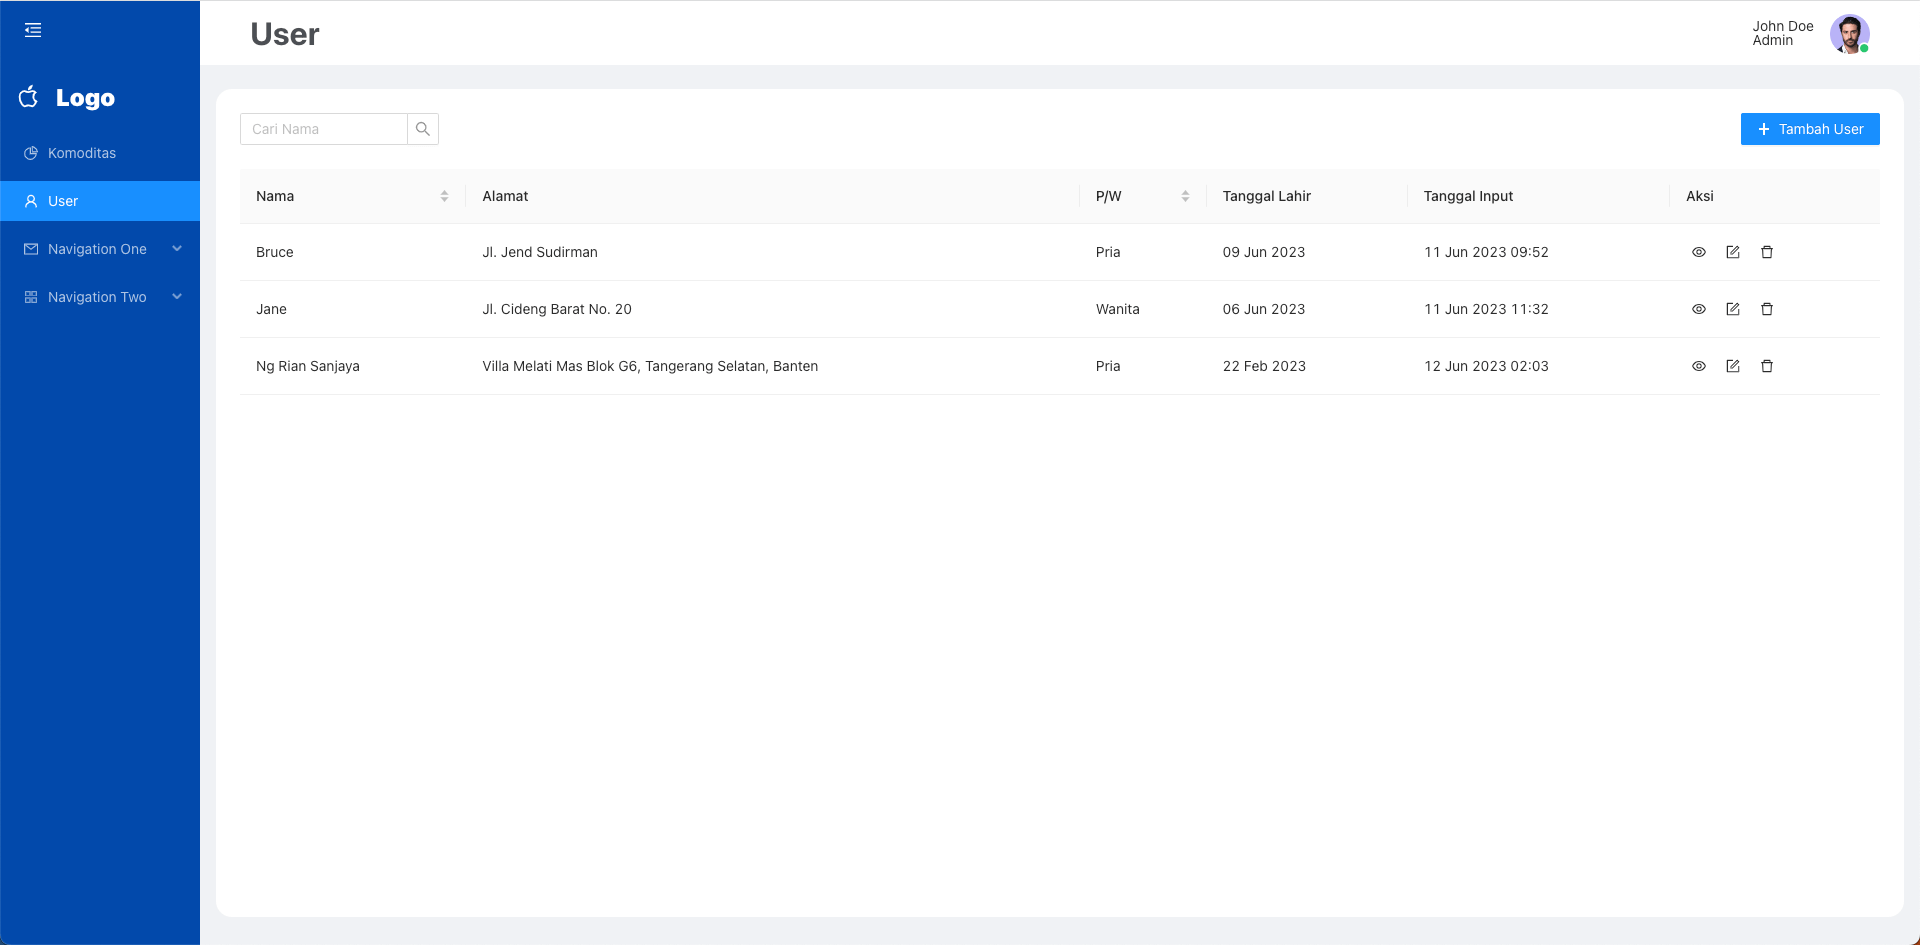 User
John Doe
Admin
Logo
Komoditas
User
Navigation One
Navigation Two
Cari Nama
Tambah User
Nama Alamat P/W Tanggal Lahir Tanggal Input Aksi
Bruce Jl. Jend Sudirman Pria 09 Jun 2023 11 Jun 2023 09:52
Jane Jl. Cideng Barat No. 20 Wanita 06 Jun 2023 11 Jun 2023 11:32
Ng Rian Sanjaya Villa Melati Mas Blok G6, Tangerang Selatan, Banten Pria 22 Feb 2023 12 Jun 2023 02:03